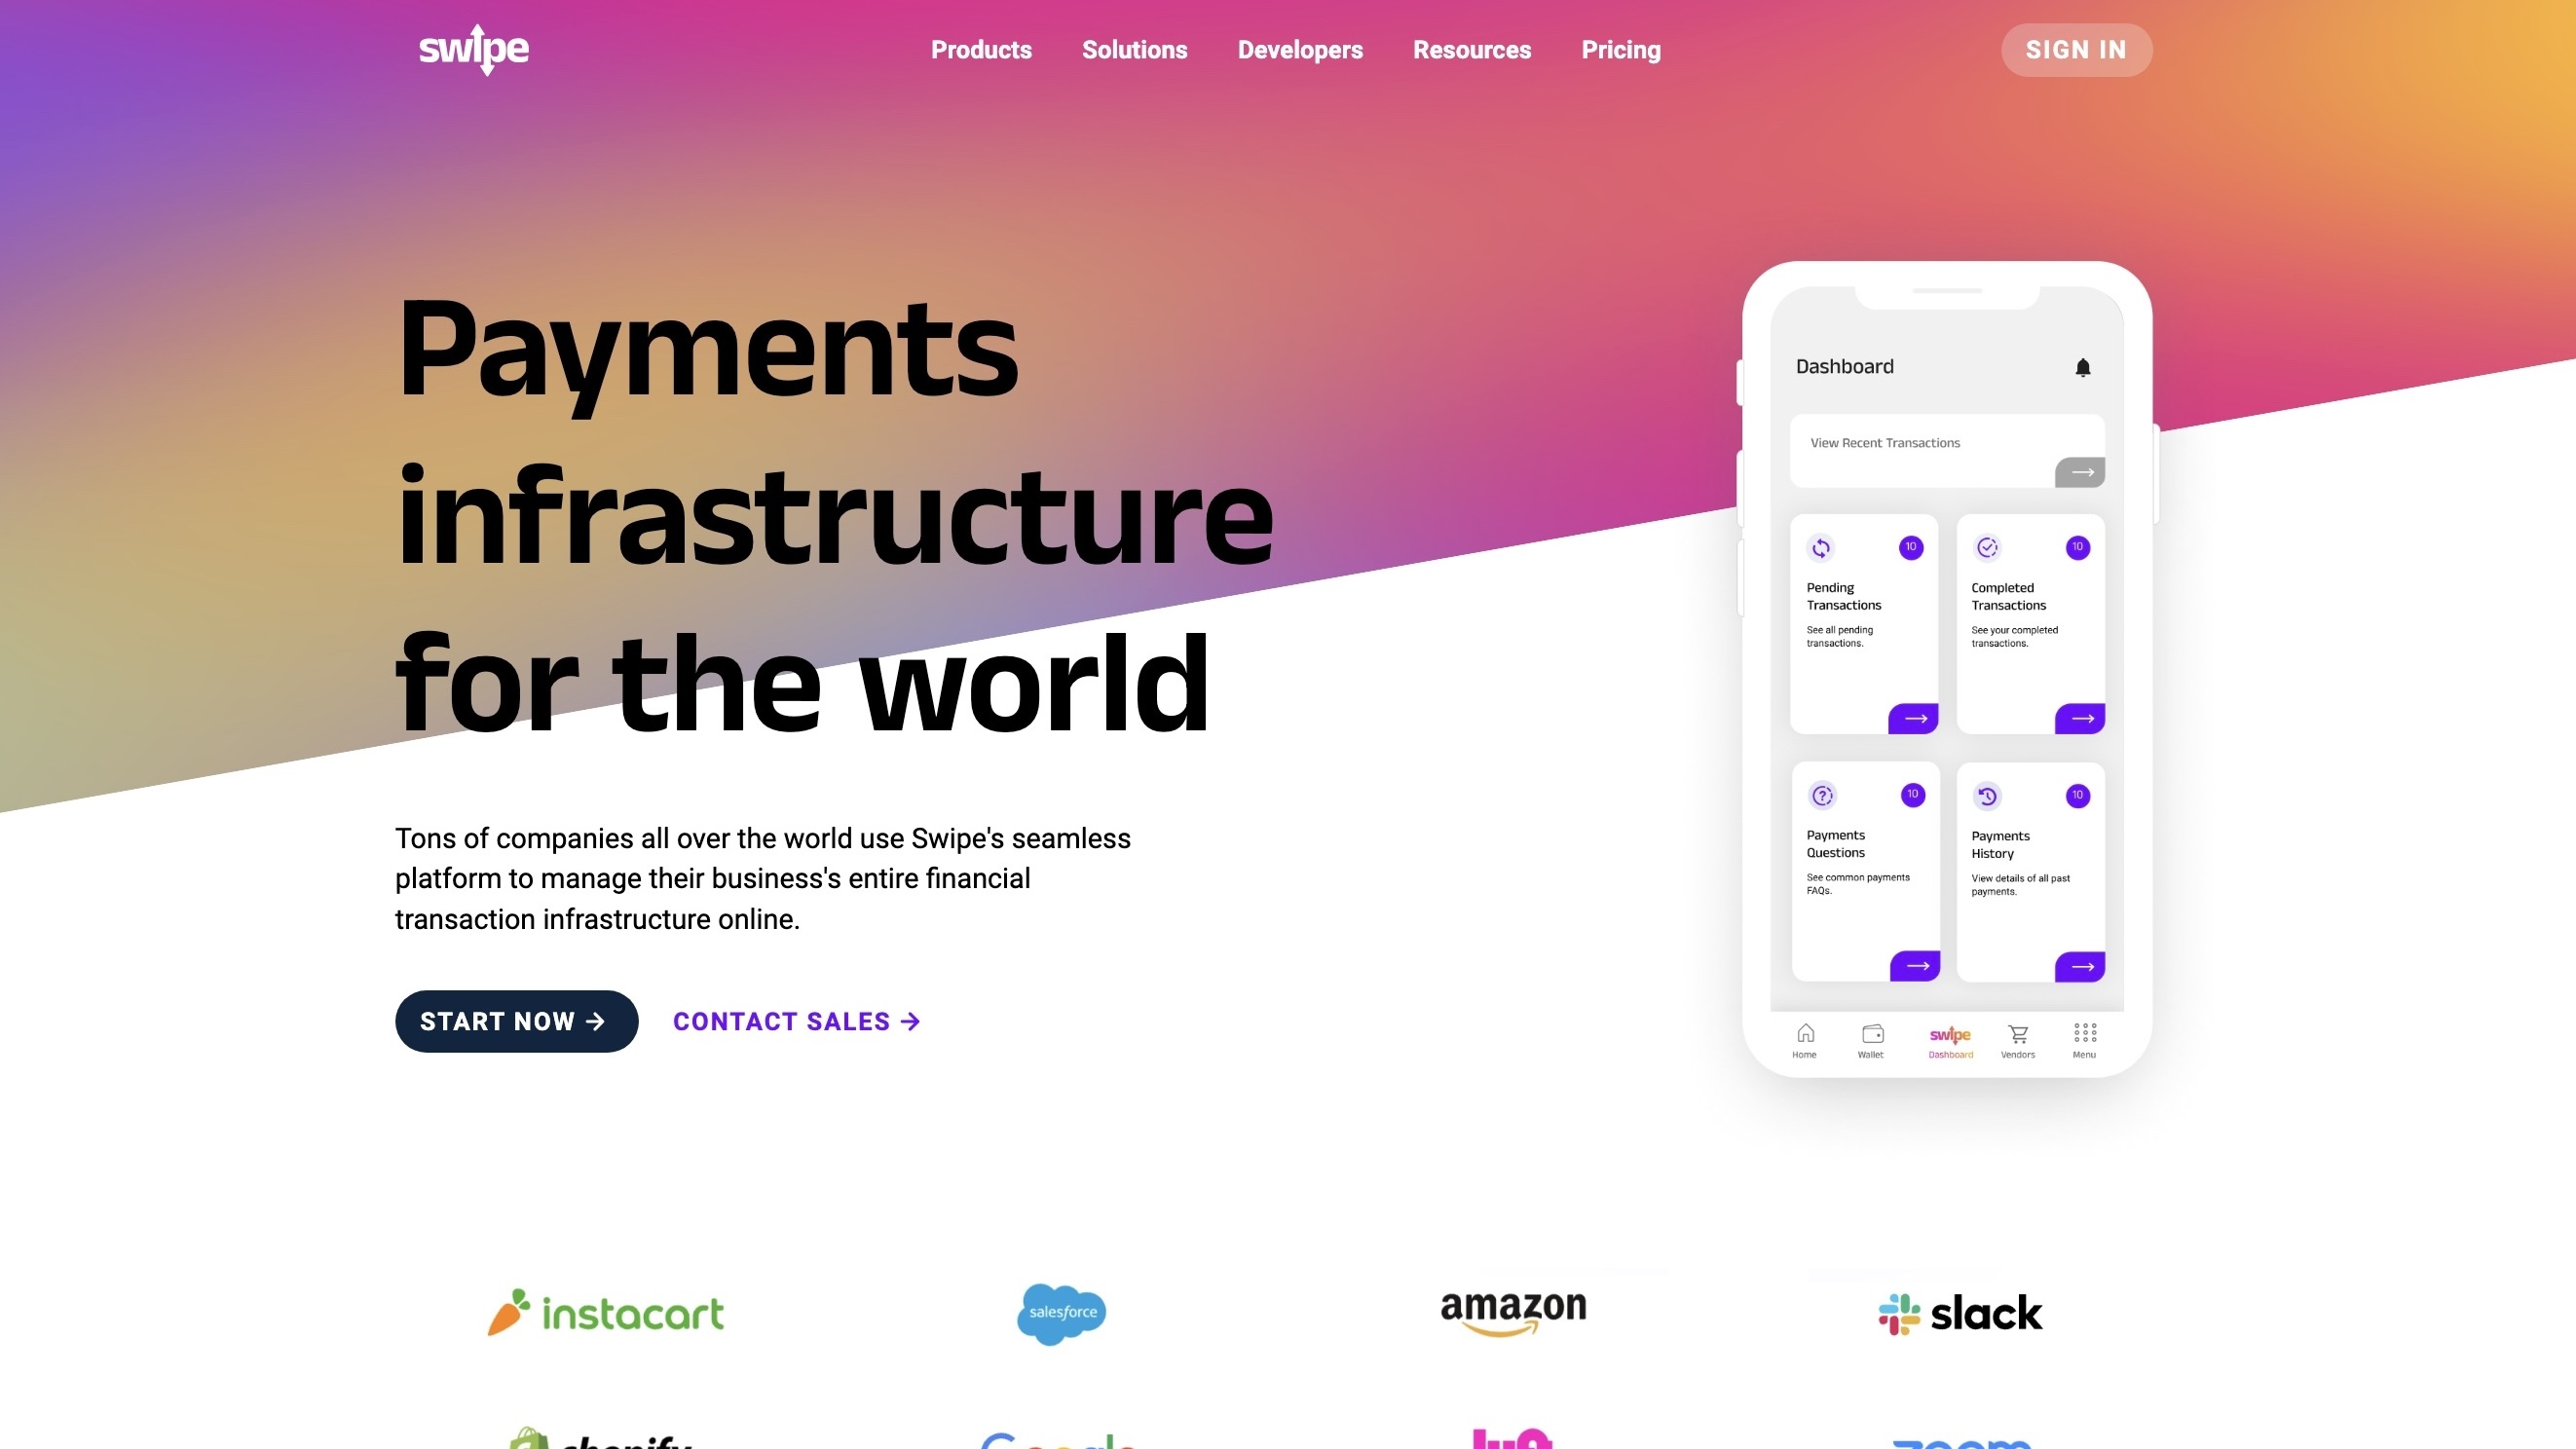 swipe
Products Solutions Developers Resources Pricing
SIGN IN
Payments
infrastructure
for the world
Tons of companies all over the world use Swipe's seamless
platform to manage their business's entire financial
transaction infrastructure online.
START NOW →
CONTACT SALES →
Dashboard
View Recent Transactions
10
Pending
Transactions
See all pending
transactions.
10
Completed
Transactions
See your completed
transactions.
10
Payments
Questions
See common payments
FAQs.
10
Payments
History
View details of all past
payments.
Home
Wallet
swipe
Dashboard
Vendors
Menu
instacart
salesforce
amazon
slack
shopify
Google
lyft
zoom